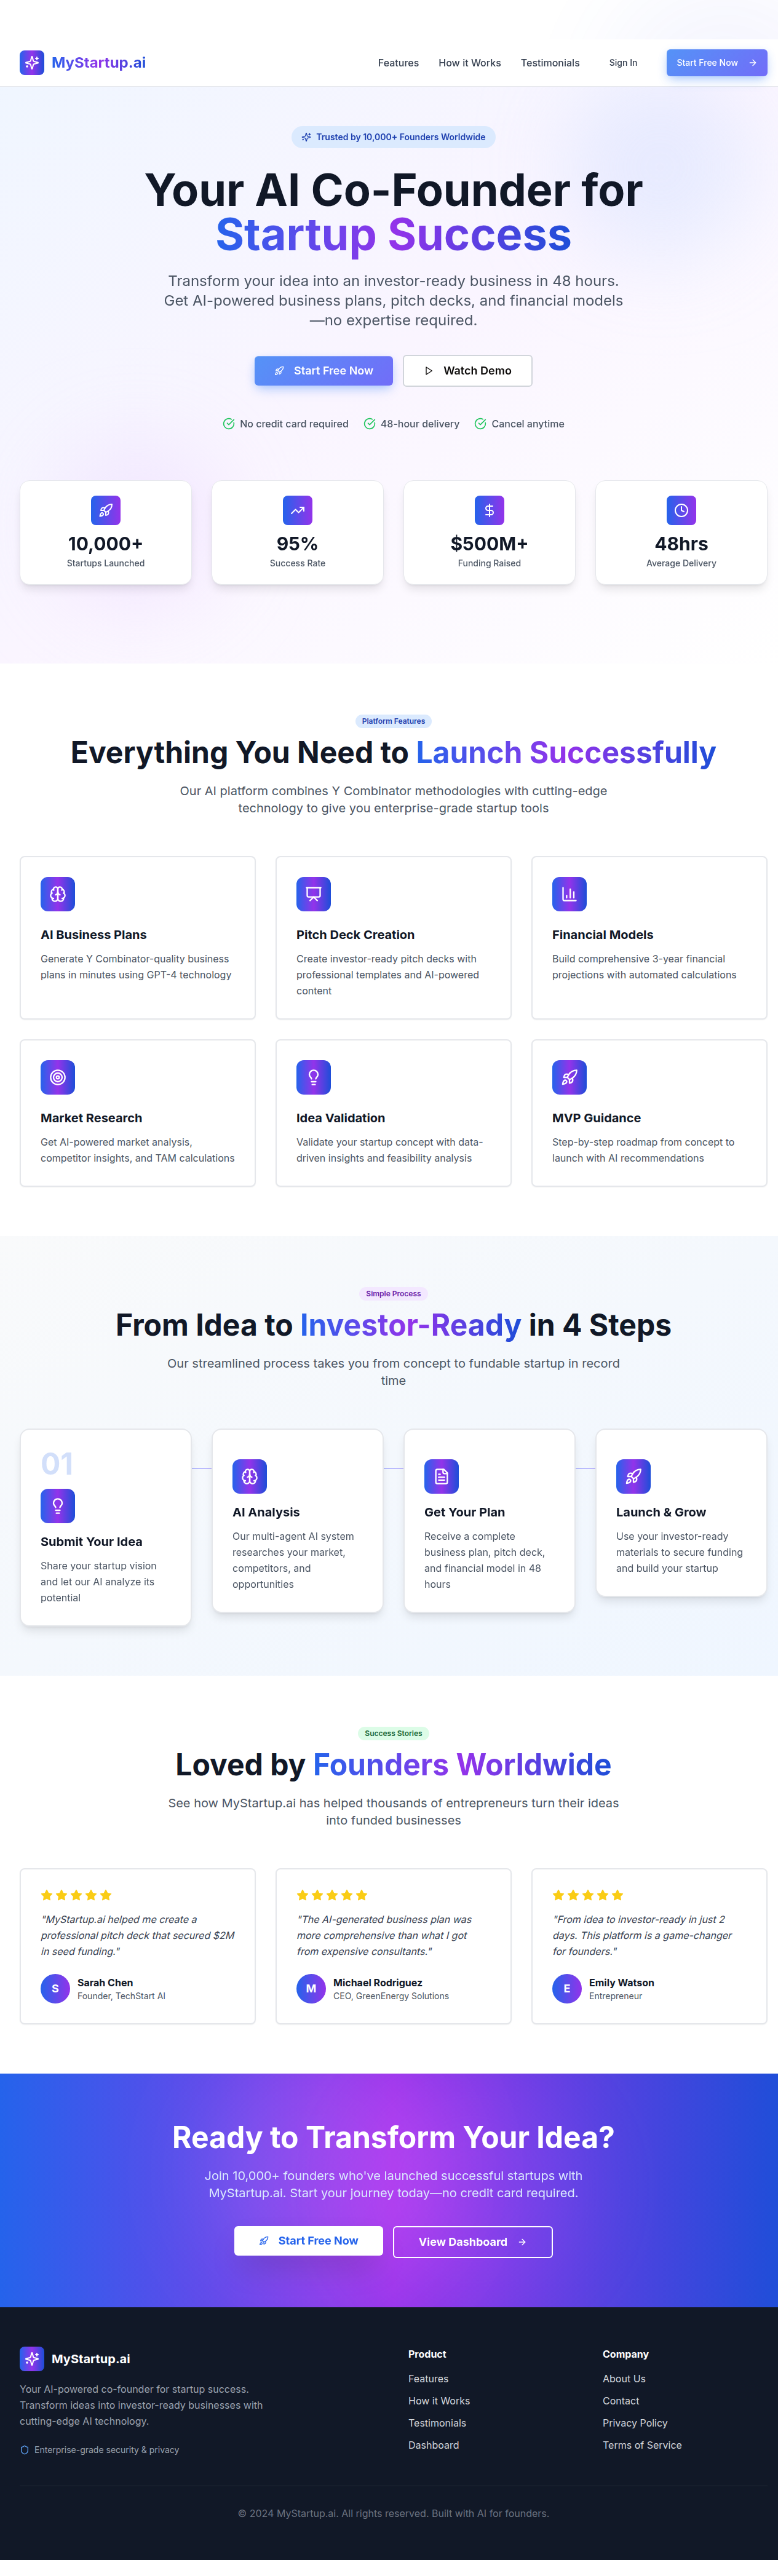 MyStartup.ai
Features
How it Works
Testimonials
Sign In
Start Free Now
Trusted by 10,000+ Founders Worldwide
Your AI Co-Founder for
Startup Success
Transform your idea into an investor-ready business in 48 hours.
Get AI-powered business plans, pitch decks, and financial models
—no expertise required.
Start Free Now
Watch Demo
No credit card required
48-hour delivery
Cancel anytime
10,000+
Startups Launched
95%
Success Rate
$500M+
Funding Raised
48hrs
Average Delivery
Platform Features
Everything You Need to Launch Successfully
Our AI platform combines Y Combinator methodologies with cutting-edge
technology to give you enterprise-grade startup tools
AI Business Plans
Generate Y Combinator-quality business
plans in minutes using GPT-4 technology
Pitch Deck Creation
Create investor-ready pitch decks with
professional templates and AI-powered
content
Financial Models
Build comprehensive 3-year financial
projections with automated calculations
Market Research
Get AI-powered market analysis,
competitor insights, and TAM calculations
Idea Validation
Validate your startup concept with data-
driven insights and feasibility analysis
MVP Guidance
Step-by-step roadmap from concept to
launch with AI recommendations
Simple Process
From Idea to Investor-Ready in 4 Steps
Our streamlined process takes you from concept to fundable startup in record
time
01
Submit Your Idea
Share your startup vision
and let our AI analyze its
potential
AI Analysis
Our multi-agent AI system
researches your market,
competitors, and
opportunities
Get Your Plan
Receive a complete
business plan, pitch deck,
and financial model in 48
hours
Launch & Grow
Use your investor-ready
materials to secure funding
and build your startup
Success Stories
Loved by Founders Worldwide
See how MyStartup.ai has helped thousands of entrepreneurs turn their ideas
into funded businesses
"MyStartup.ai helped me create a
professional pitch deck that secured $2M
in seed funding."
S
Sarah Chen
Founder, TechStart AI
"The AI-generated business plan was
more comprehensive than what I got
from expensive consultants."
M
Michael Rodriguez
CEO, GreenEnergy Solutions
"From idea to investor-ready in just 2
days. This platform is a game-changer
for founders."
E
Emily Watson
Entrepreneur
Ready to Transform Your Idea?
Join 10,000+ founders who've launched successful startups with
MyStartup.ai. Start your journey today—no credit card required.
Start Free Now
View Dashboard
MyStartup.ai
Your AI-powered co-founder for startup success.
Transform ideas into investor-ready businesses with
cutting-edge AI technology.
Enterprise-grade security & privacy
Product
Features
How it Works
Testimonials
Dashboard
Company
About Us
Contact
Privacy Policy
Terms of Service
© 2024 MyStartup.ai. All rights reserved. Built with AI for founders.